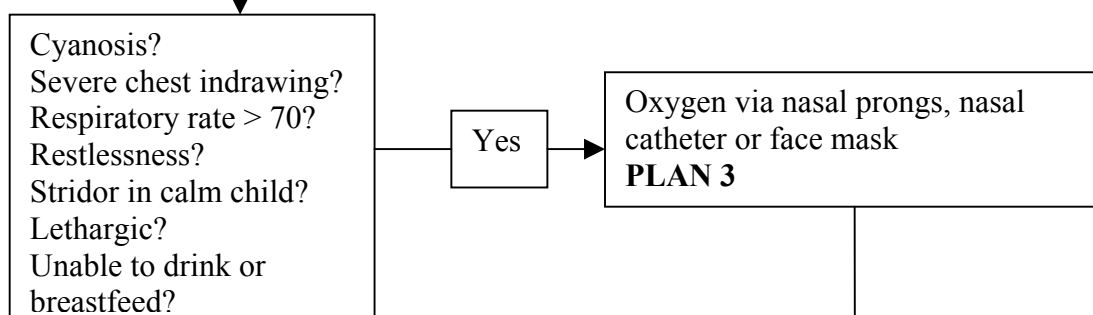 Cyanosis?
Severe chest indrawing?
Respiratory rate > 70?
Restlessness?
Stridor in calm child?
Lethargic?
Unable to drink or
breastfeed?
Yes
Oxygen via nasal prongs, nasal
catheter or face mask
PLAN 3